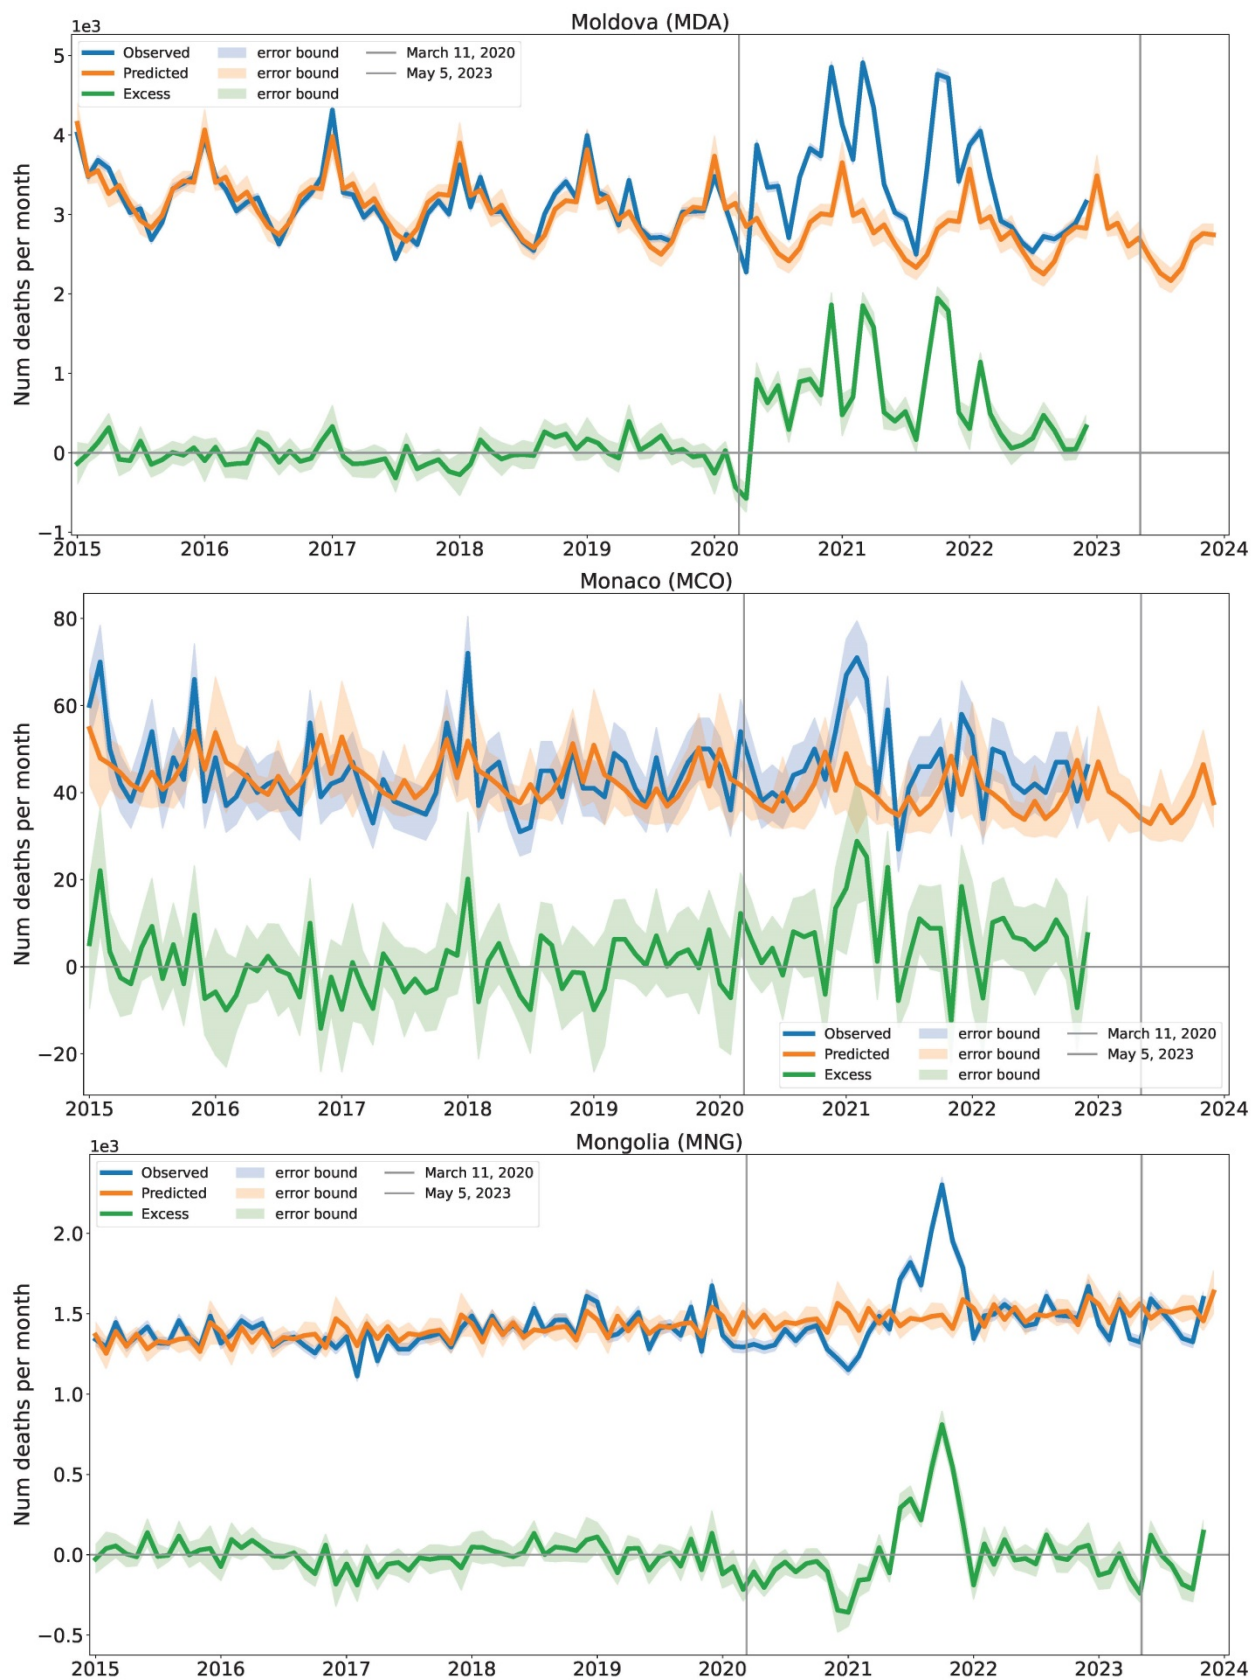 Moldova (MDA)
1e3
Observed error bound March 11, 2020
Predicted error bound May 5, 2023
Excess error bound
Num deaths per month
5
4
3
2
1
0
−1
2015 2016 2017 2018 2019 2020 2021 2022 2023 2024
Monaco (MCO)
Num deaths per month
80
60
40
20
0
−20
Observed error bound March 11, 2020
Predicted error bound May 5, 2023
Excess error bound
2015 2016 2017 2018 2019 2020 2021 2022 2023 2024
Mongolia (MNG)
1e3
Observed error bound March 11, 2020
Predicted error bound May 5, 2023
Excess error bound
Num deaths per month
2.0
1.5
1.0
0.5
0.0
−0.5
2015 2016 2017 2018 2019 2020 2021 2022 2023 2024